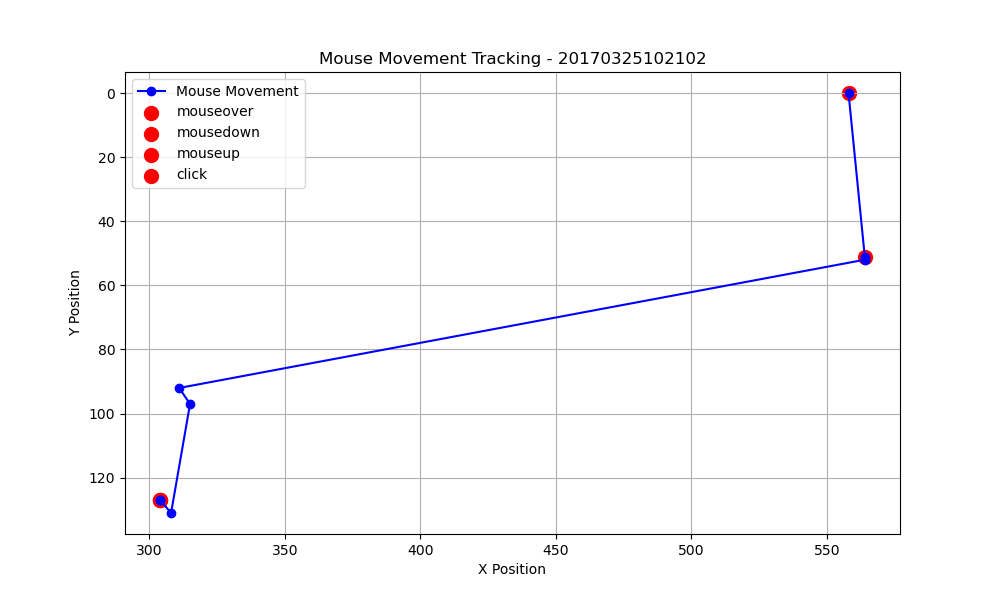 Mouse Movement Tracking - 20170325102102
Mouse Movement
mouseover
mousedown
mouseup
click
0
20
40
60
80
100
120
Y Position
300 350 400 450 500 550
X Position